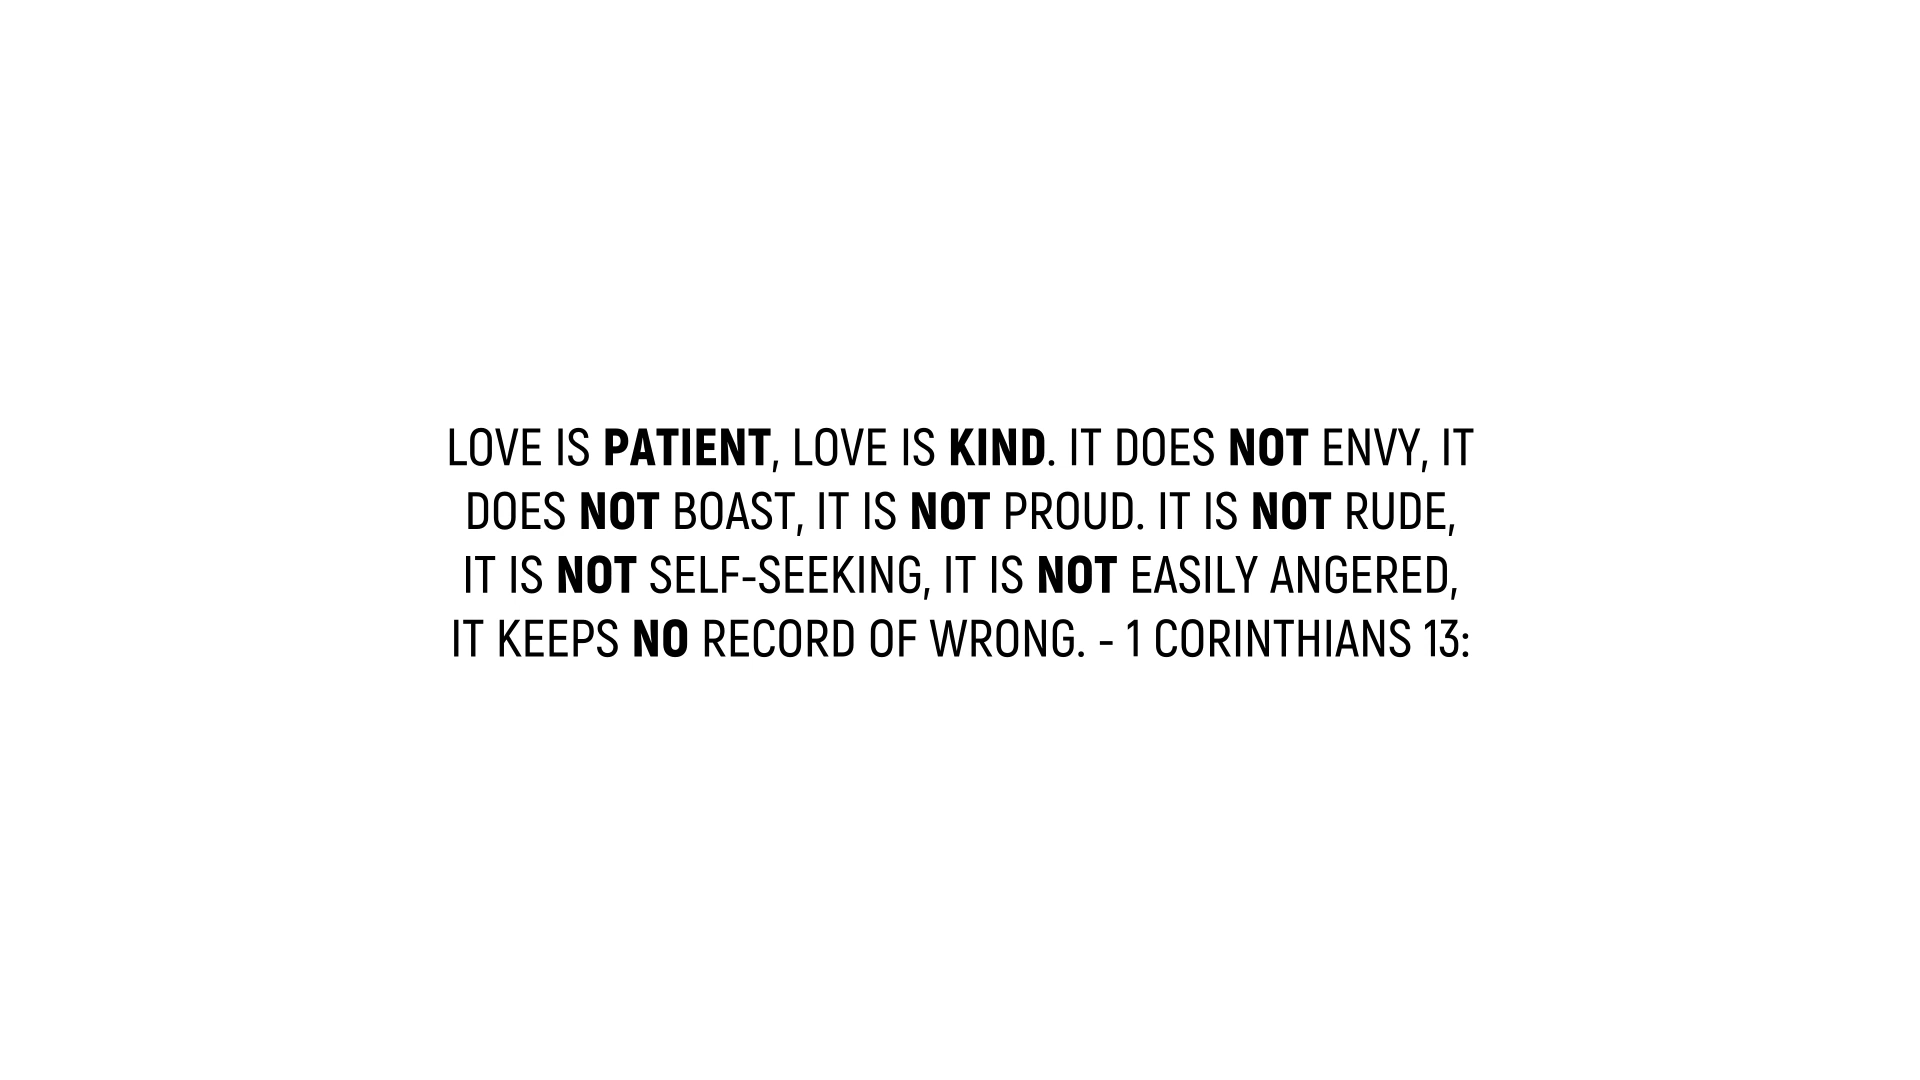 LOVE IS PATIENT, LOVE IS KIND. IT DOES NOT ENVY, IT
DOES NOT BOAST, IT IS NOT PROUD. IT IS NOT RUDE,
IT IS NOT SELF-SEEKING, IT IS NOT EASILY ANGERED,
IT KEEPS NO RECORD OF WRONG. - 1 CORINTHIANS 13: